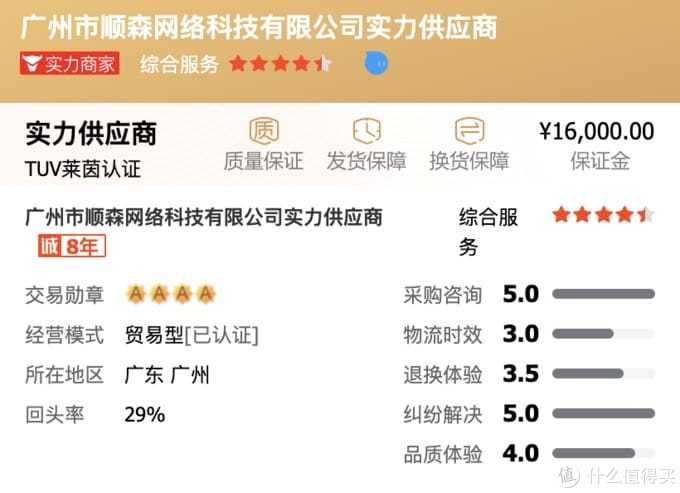 广州市顺森网络科技有限公司实力供应商
实力商家 综合服务
实力供应商 质量保证 发货保障 换货保障 ¥16,000.00 保证金
质
TUV莱茵认证
广州市顺森网络科技有限公司实力供应商
诚 8年
综合服务
交易勋章 A A A A
采购咨询 5.0
经营模式 贸易型[已认证]
物流时效 3.0
所在地区 广东 广州
退换体验 3.5
回头率 29%
纠纷解决 5.0
品质体验 4.0
值 什么值得买